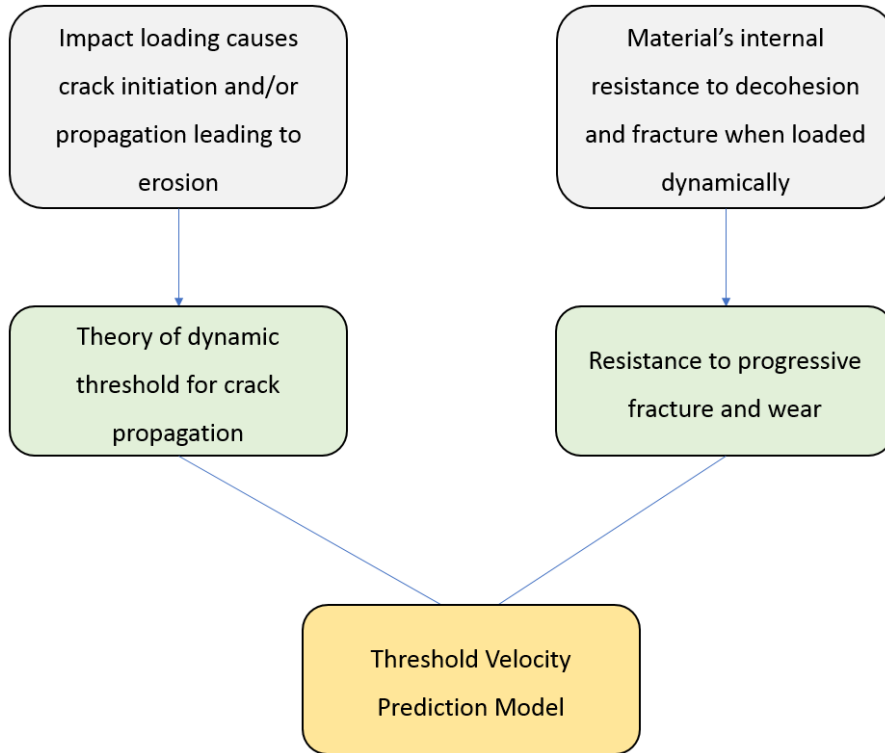 Impact loading causes
crack initiation and/or
propagation leading to
erosion
Material’s internal
resistance to decohesion
and fracture when loaded
dynamically
Theory of dynamic
threshold for crack
propagation
Resistance to progressive
fracture and wear
Threshold Velocity
Prediction Model